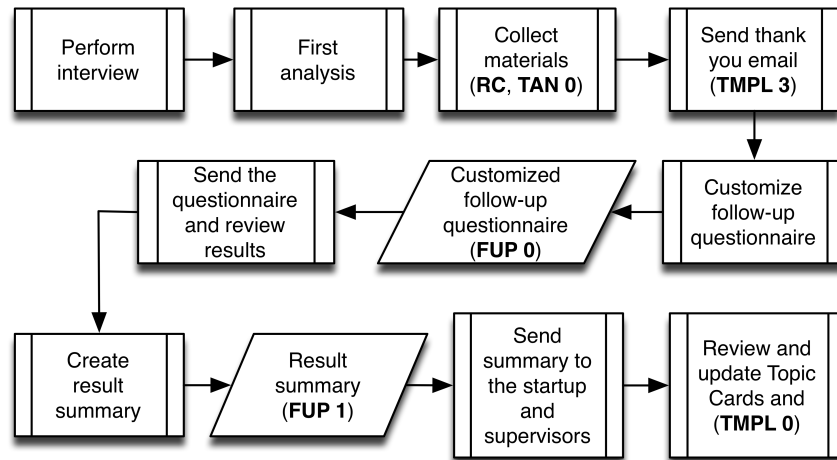 Perform
interview
First
analysis
Collect
materials
(RC, TAN 0)
Send thank
you email
(TMPL 3)
Customize
follow-up
questionnaire
Customized
follow-up
questionnaire
(FUP 0)
Send the
questionnaire
and review
results
Create
result
summary
Result
summary
(FUP 1)
Send
summary to
the startup
and
supervisors
Review and
update Topic
Cards and
(TMPL 0)